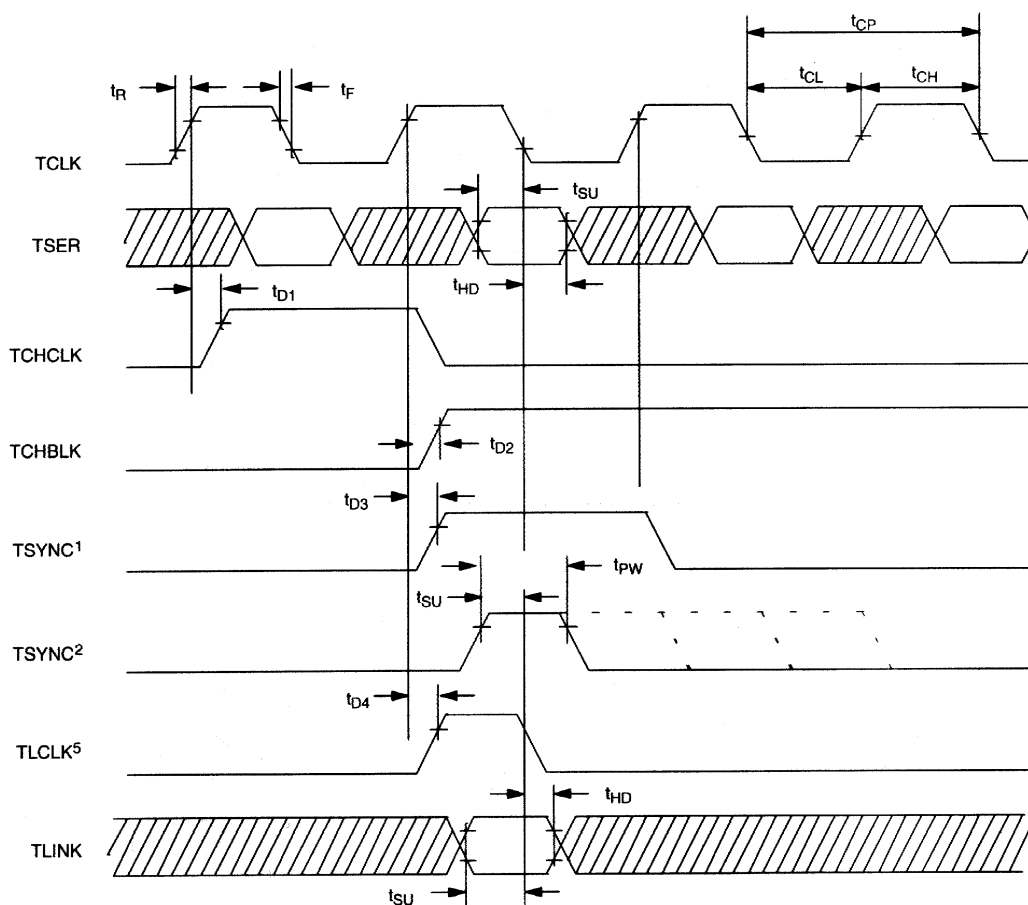 tCP
tR
tF
tCL
tCH
TCLK
tSU
TSER
tHD
tD1
TCHCLK
TCHBLK
tD2
tD3
TSYNC1
tPW
tSU
TSYNC2
tD4
TLCLK5
tHD
TLINK
tSU